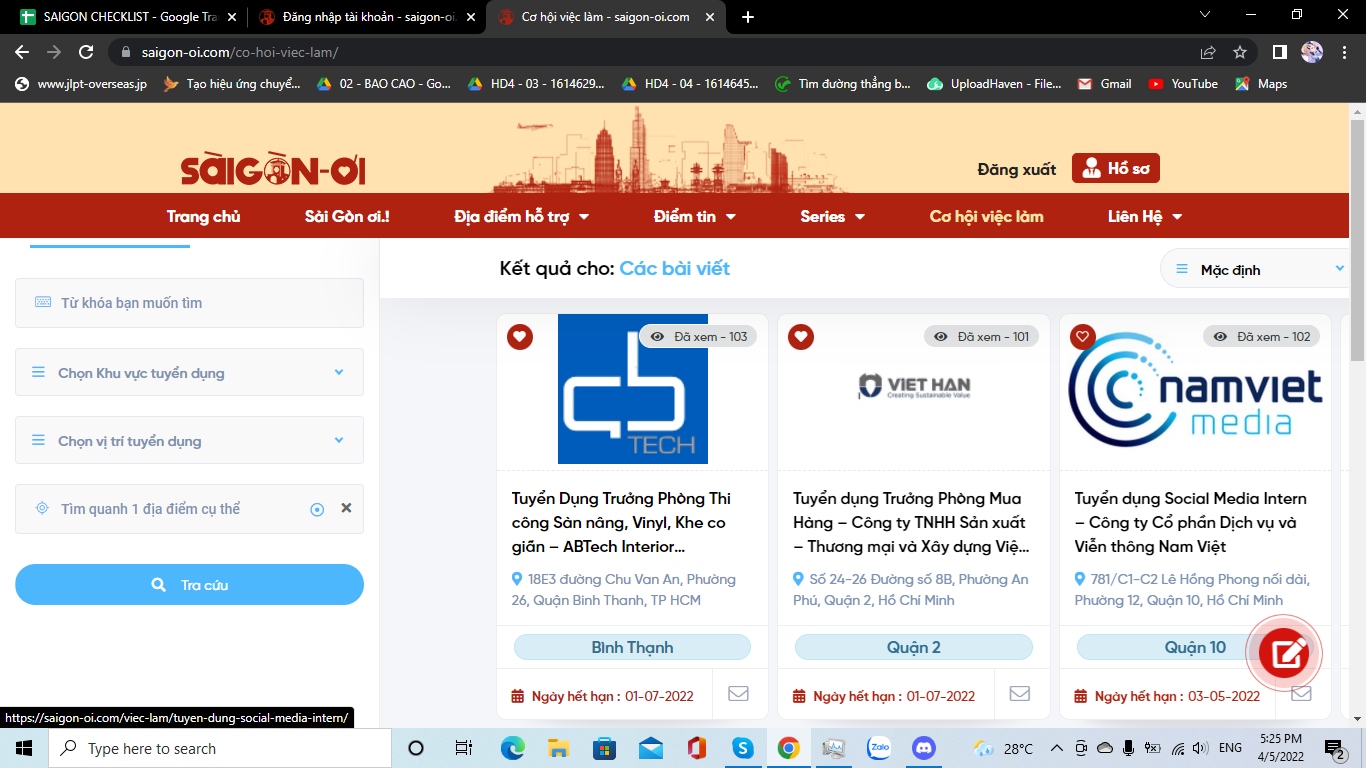 SAIGON CHECKLIST - Google Tra
Đăng nhập tài khoản - saigon-oi.
Cơ hội việc làm - saigon-oi.com
saigon-oi.com/co-hoi-viec-lam/
www.jlpt-overseas.jp
Tạo hiệu ứng chuyể...
02 - BAO CAO - Go...
HD4 - 03 - 1614629...
HD4 - 04 - 1614645...
Tìm đường thẳng b...
UploadHaven - File...
Gmail
YouTube
Maps
SÀIGÒN-ƠI
Đăng xuất
Hồ sơ
Trang chủ
Sài Gòn ơi.!
Địa điểm hỗ trợ
Điểm tin
Series
Cơ hội việc làm
Liên Hệ
Từ khóa bạn muốn tìm
Chọn Khu vực tuyển dụng
Chọn vị trí tuyển dụng
Tìm quanh 1 địa điểm cụ thể
Tra cứu
Kết quả cho: Các bài viết
Mặc định
Đã xem - 103
TECH
Tuyển Dụng Trưởng Phòng Thi
công Sàn nâng, Vinyl, Khe co
giãn – ABTech Interior...
18E3 đường Chu Van An, Phường
26, Quận Binh Thanh, TP HCM
Bình Thạnh
Ngày hết hạn : 01-07-2022
Đã xem - 101
VIET HAN
Creating Sustainable Value
Tuyển dụng Trưởng Phòng Mua
Hàng – Công ty TNHH Sản xuất
– Thương mại và Xây dựng Việ...
Số 24-26 Đường số 8B, Phường An
Phú, Quận 2, Hồ Chí Minh
Quận 2
Ngày hết hạn : 01-07-2022
Đã xem - 102
namviet
media
Tuyển dụng Social Media Intern
– Công ty Cổ phần Dịch vụ và
Viễn thông Nam Việt
781/C1-C2 Lê Hồng Phong nối dài,
Phường 12, Quận 10, Hồ Chí Minh
Quận 10
Ngày hết hạn : 03-05-2022
https://saigon-oi.com/viec-lam/tuyen-dung-social-media-intern/
Type here to search
Zalo
28°C
ENG
5:25 PM
4/5/2022
2